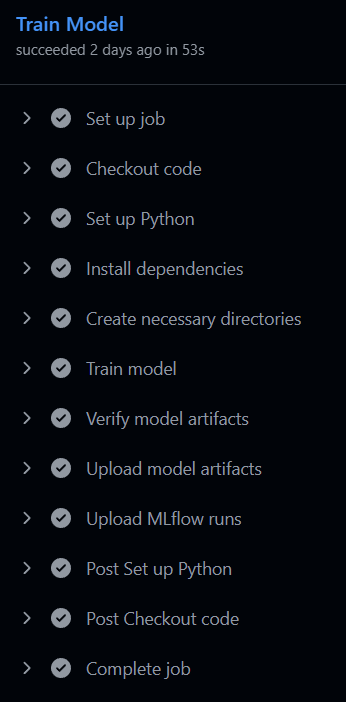 Train Model
succeeded 2 days ago in 53s
Set up job
Checkout code
Set up Python
Install dependencies
Create necessary directories
Train model
Verify model artifacts
Upload model artifacts
Upload MLflow runs
Post Set up Python
Post Checkout code
Complete job